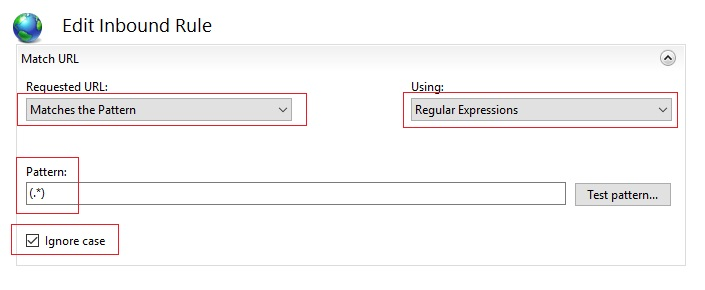 Edit Inbound Rule
Match URL
Requested URL: Using:
Matches the Pattern Regular Expressions
Pattern:
(.*) Test pattern...
Ignore case